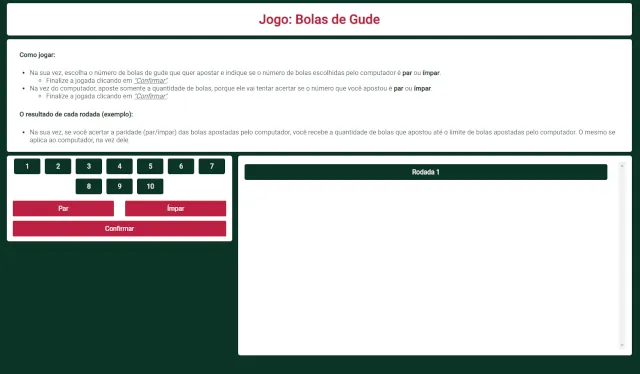 Jogo: Bolas de Gude
Como jogar:
Na sua vez, escolha o número de bolas de gude que quer apostar e indique se o número de bolas escolhidas pelo computador é par ou ímpar.
Finalize a jogada clicando em "Confirmar"
Na vez do computador, aposte somente a quantidade de bolas, porque ele vai tentar acertar se o número que você apostou é par ou ímpar.
Finalize a jogada clicando em "Confirmar"
O resultado de cada rodada (exemplo):
Na sua vez, se você acertar a paridade (par/ímpar) das bolas apostadas pelo computador, você recebe a quantidade de bolas que apostou até o limite de bolas apostadas pelo computador. O mesmo se
aplica ao computador, na vez dele.
1 2 3 4 5 6 7
8 9 10
Par Ímpar
Confirmar
Rodada 1